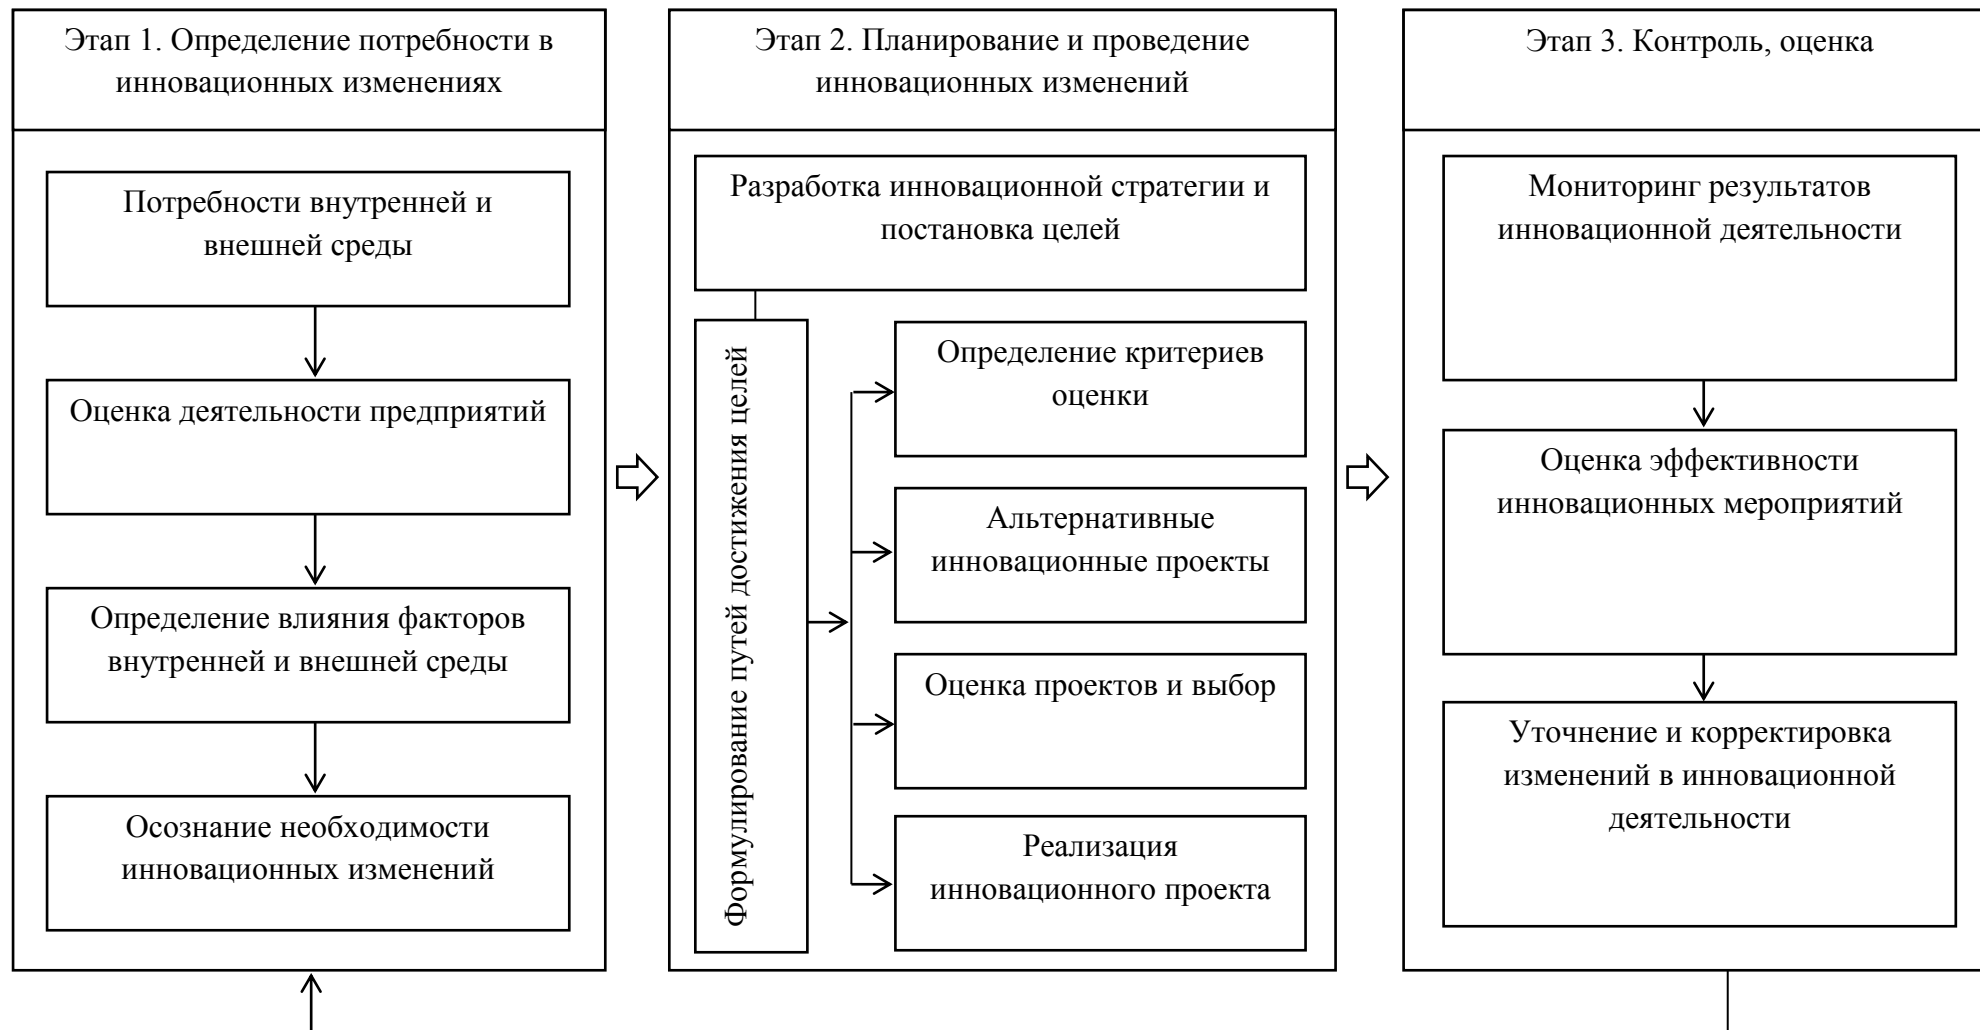 Этап 1. Определение потребности в
инновационных изменениях
Потребности внутренней и
внешней среды
Оценка деятельности предприятий
Определение влияния факторов
внутренней и внешней среды
Осознание необходимости
инновационных изменений
Этап 2. Планирование и проведение
инновационных изменений
Разработка инновационной стратегии и
постановка целей
Формулирование путей достижения целей
Определение критериев
оценки
Альтернативные
инновационные проекты
Оценка проектов и выбор
Реализация
инновационного проекта
Этап 3. Контроль, оценка
Мониторинг результатов
инновационной деятельности
Оценка эффективности
инновационных мероприятий
Уточнение и корректировка
изменений в инновационной
деятельности